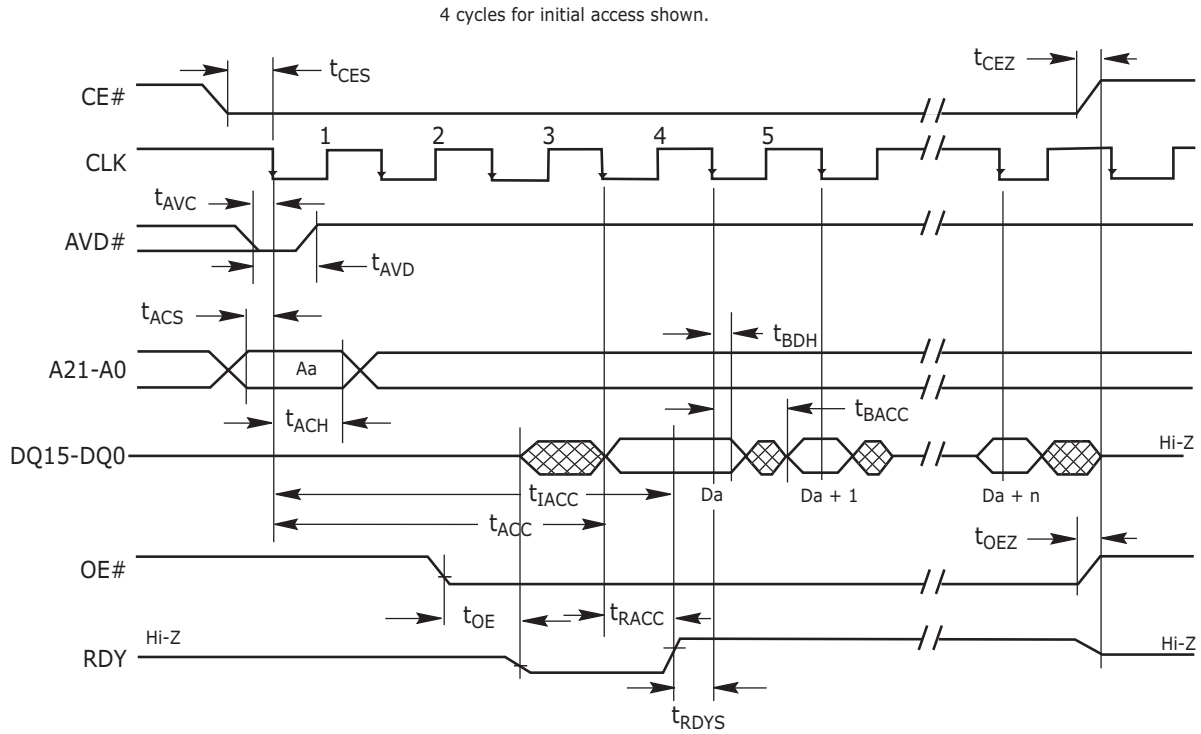 4 cycles for initial access shown.
tCES
tCEZ
CE#
1 2 3 4 5
CLK
tAVC
AVD#
tAVD
tACS
tBDH
A21-A0
Aa
tACH
tBACC
DQ15-DQ0
Hi-Z
Da
Da + 1
Da + n
tIACC
tACC
tOEZ
OE#
tOE
tRACC
Hi-Z
Hi-Z
RDY
tRDYS